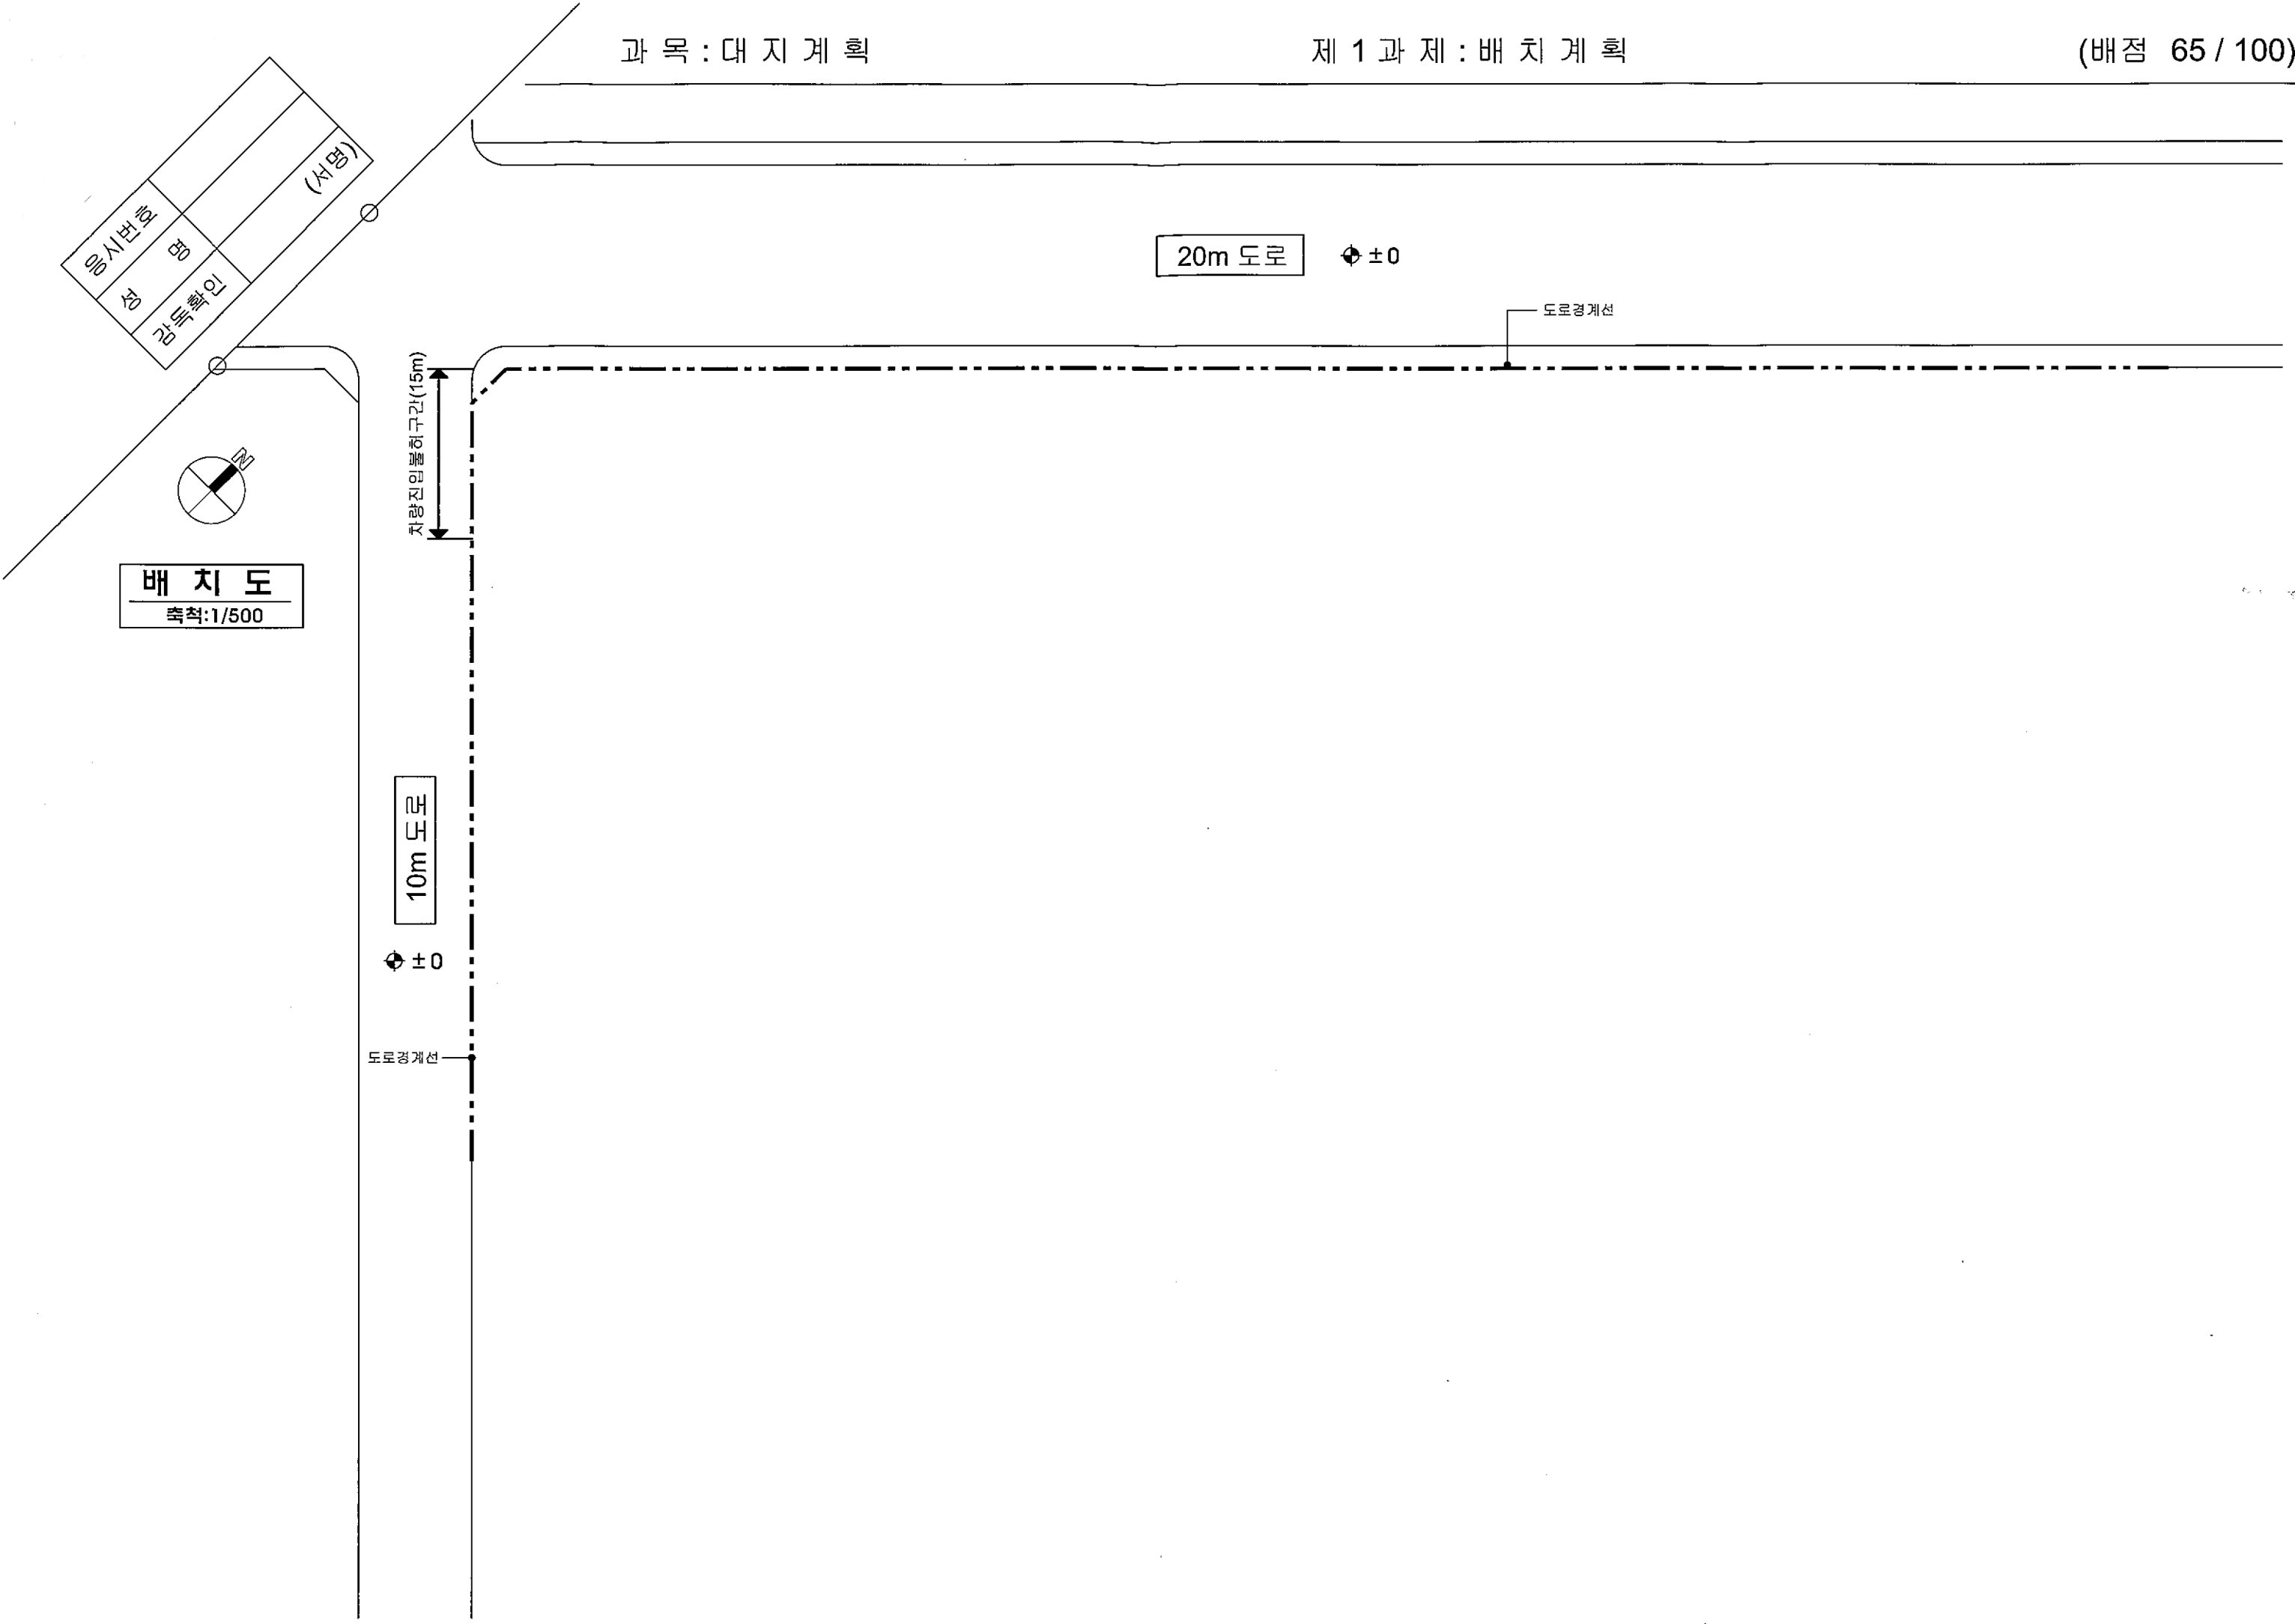 과 목 : 대 지 계 획
제 1 과 제 : 배 치 계 획
(배점 65 / 100)
응시번호
성 명
감독확인
(서명)
20m 도로
±0
도로경계선
차량진입불허구간(15m)
N
배 치 도
축척:1/500
10m 도로
±0
도로경계선